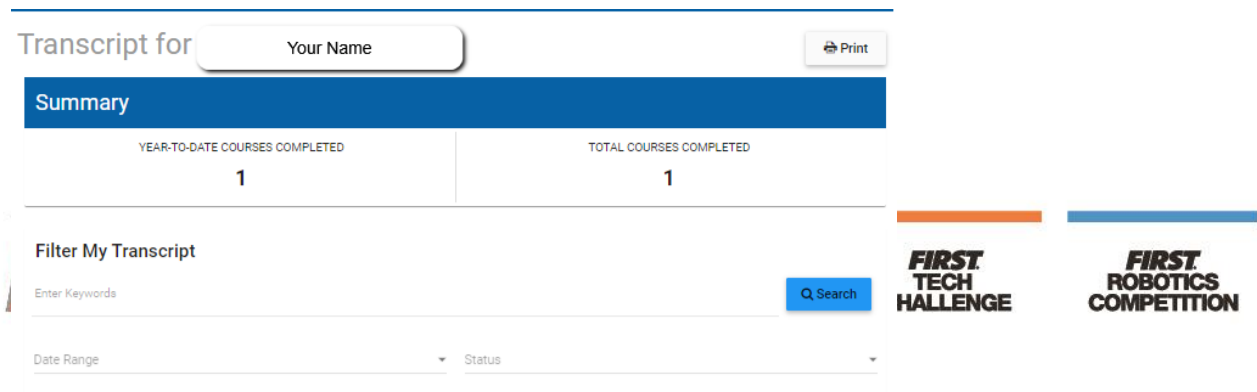 Transcript for Your Name
Print
Summary
YEAR-TO-DATE COURSES COMPLETED
1
TOTAL COURSES COMPLETED
1
Filter My Transcript
Enter Keywords
Search
Date Range
Status
FIRST.
TECH
HALLENGE
FIRST.
ROBOTICS
COMPETITION